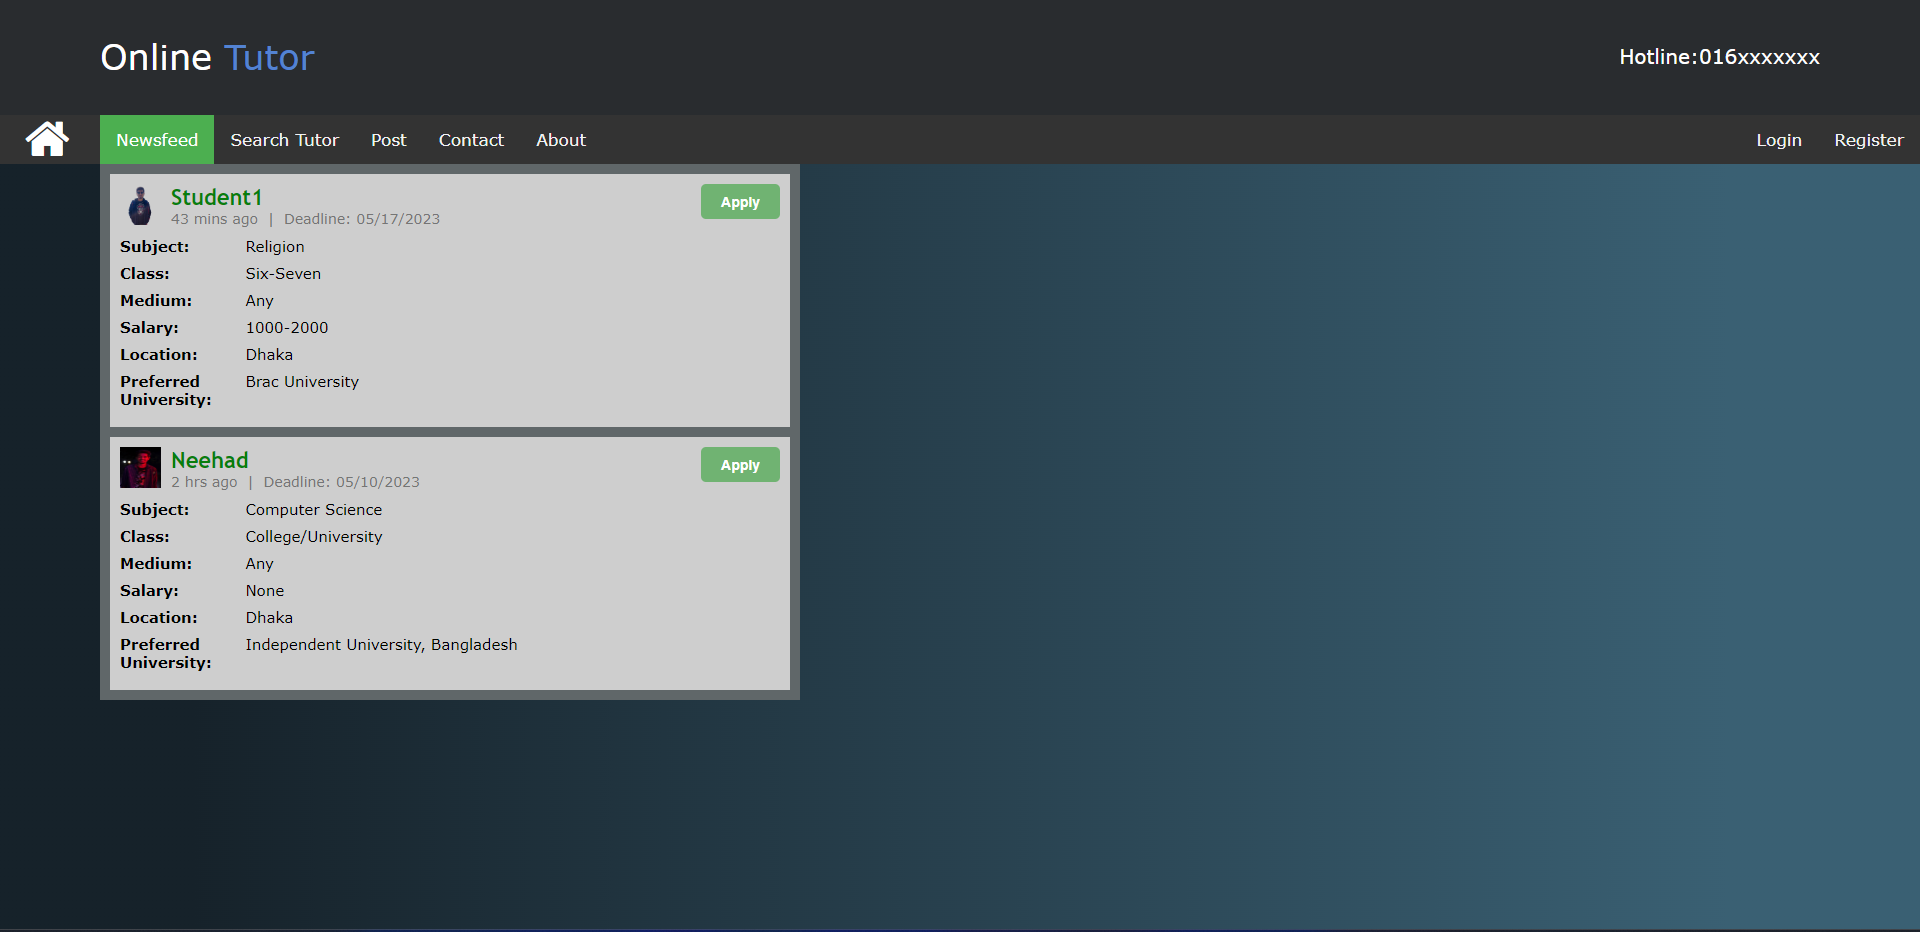 Online Tutor
Hotline:016xxxxxxx
Newsfeed Search Tutor Post Contact About Login Register
Student1
Apply
43 mins ago | Deadline: 05/17/2023
Subject: Religion
Class: Six-Seven
Medium: Any
Salary: 1000-2000
Location: Dhaka
Preferred Brac University
University:
Neehad
Apply
2 hrs ago | Deadline: 05/10/2023
Subject: Computer Science
Class: College/University
Medium: Any
Salary: None
Location: Dhaka
Preferred Independent University, Bangladesh
University: